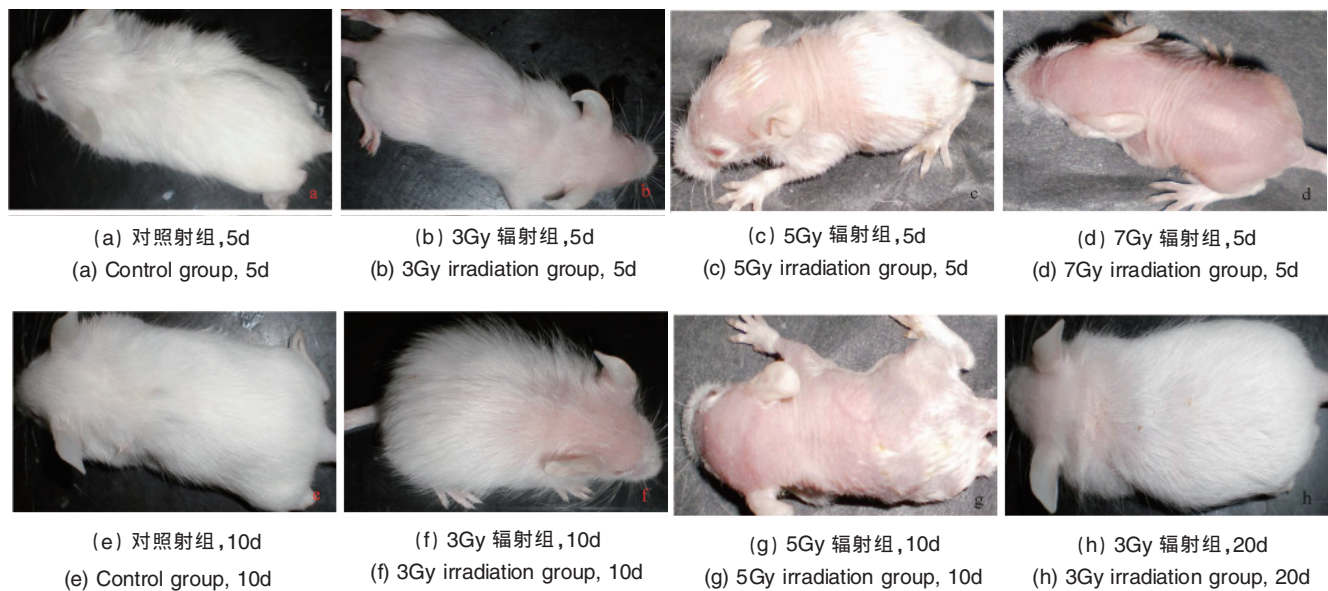 a
b
c
d
(a) 对照射组,5d
(b) 3Gy 辐射组,5d
(c) 5Gy 辐射组,5d
(d) 7Gy 辐射组,5d
(a) Control group, 5d
(b) 3Gy irradiation group, 5d
(c) 5Gy irradiation group, 5d
(d) 7Gy irradiation group, 5d
e
f
g
h
(e) 对照射组,10d
(f) 3Gy 辐射组,10d
(g) 5Gy 辐射组,10d
(h) 3Gy 辐射组,20d
(e) Control group, 10d
(f) 3Gy irradiation group, 10d
(g) 5Gy irradiation group, 10d
(h) 3Gy irradiation group, 20d